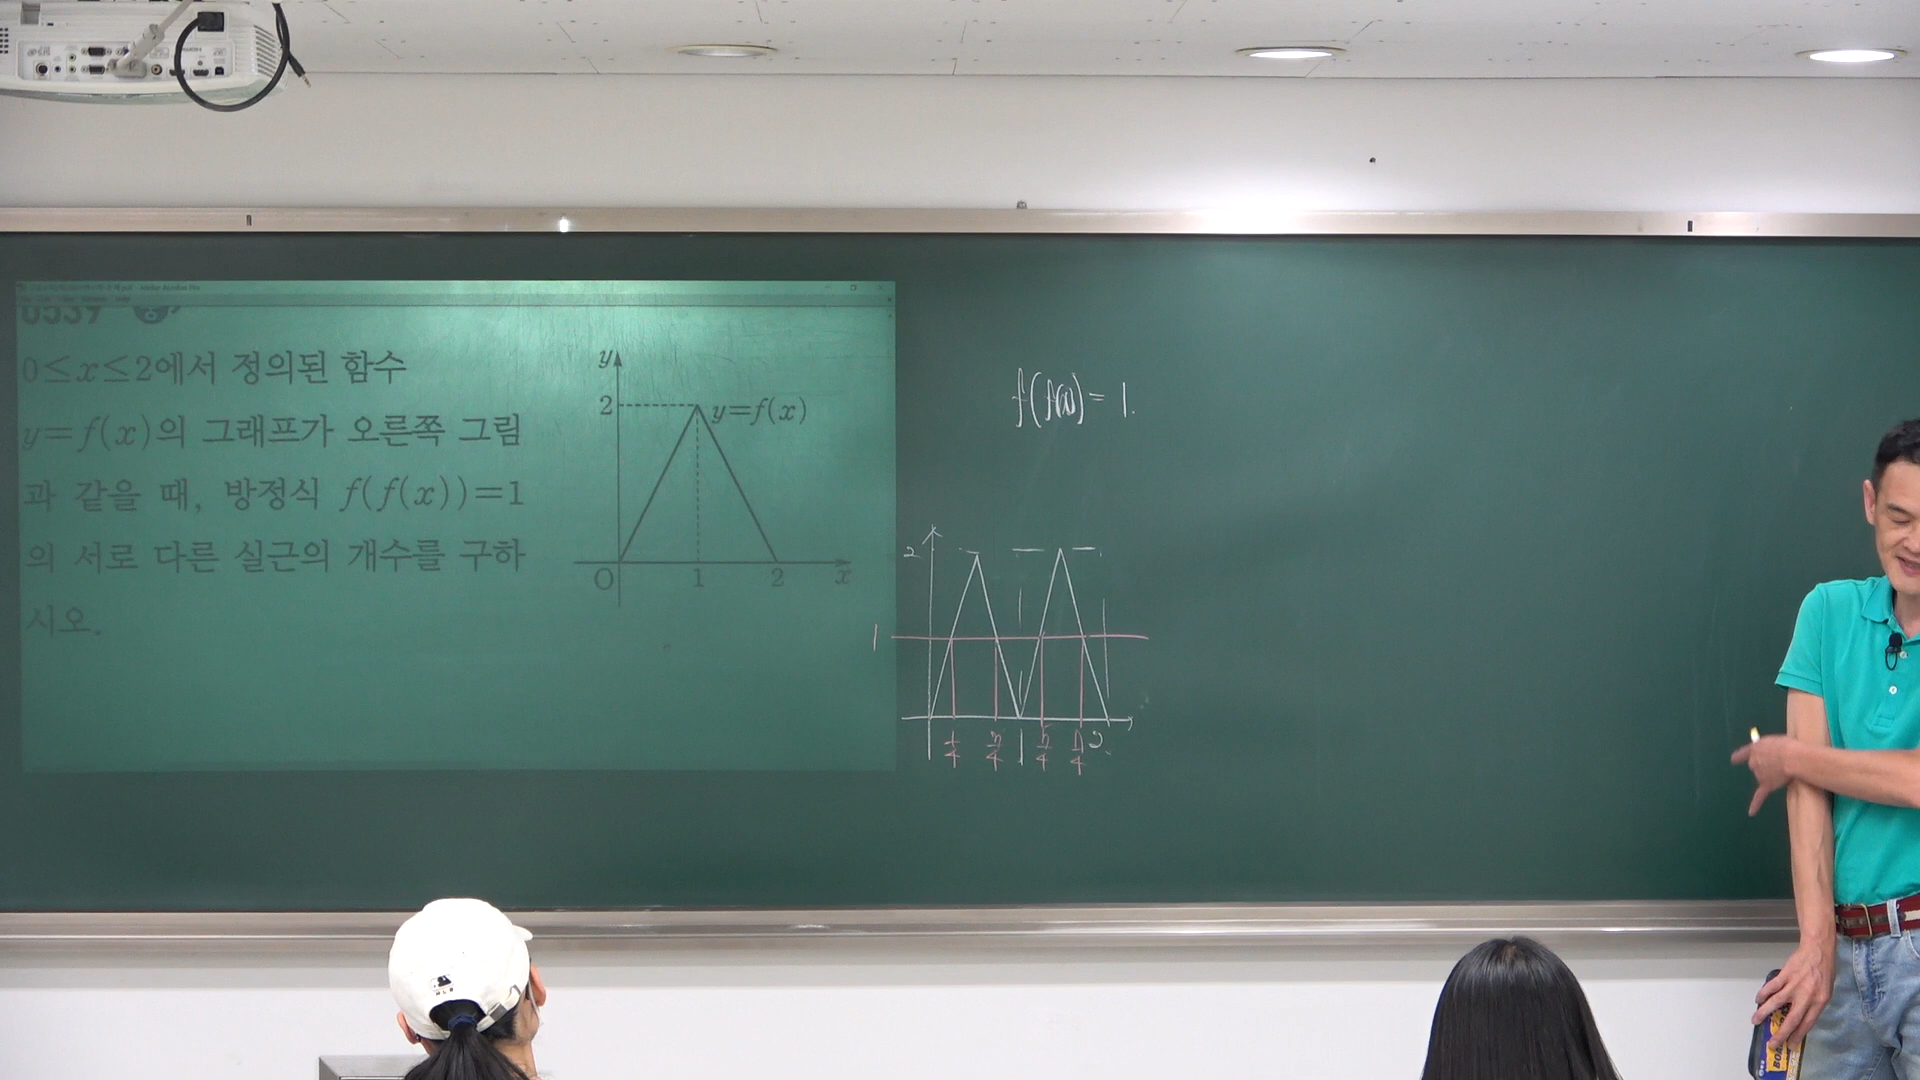 0539
0≤x≤2에서 정의된 함수
y=f(x)의 그래프가 오른쪽 그림
과 같을 때, 방정식 f(f(x))=1
의 서로 다른 실근의 개수를 구하
시오.
y
2
y=f(x)
O 1 2 x
f(f(x)) = 1.
2
1
1/4 3/4 1 5/4 7/4 2